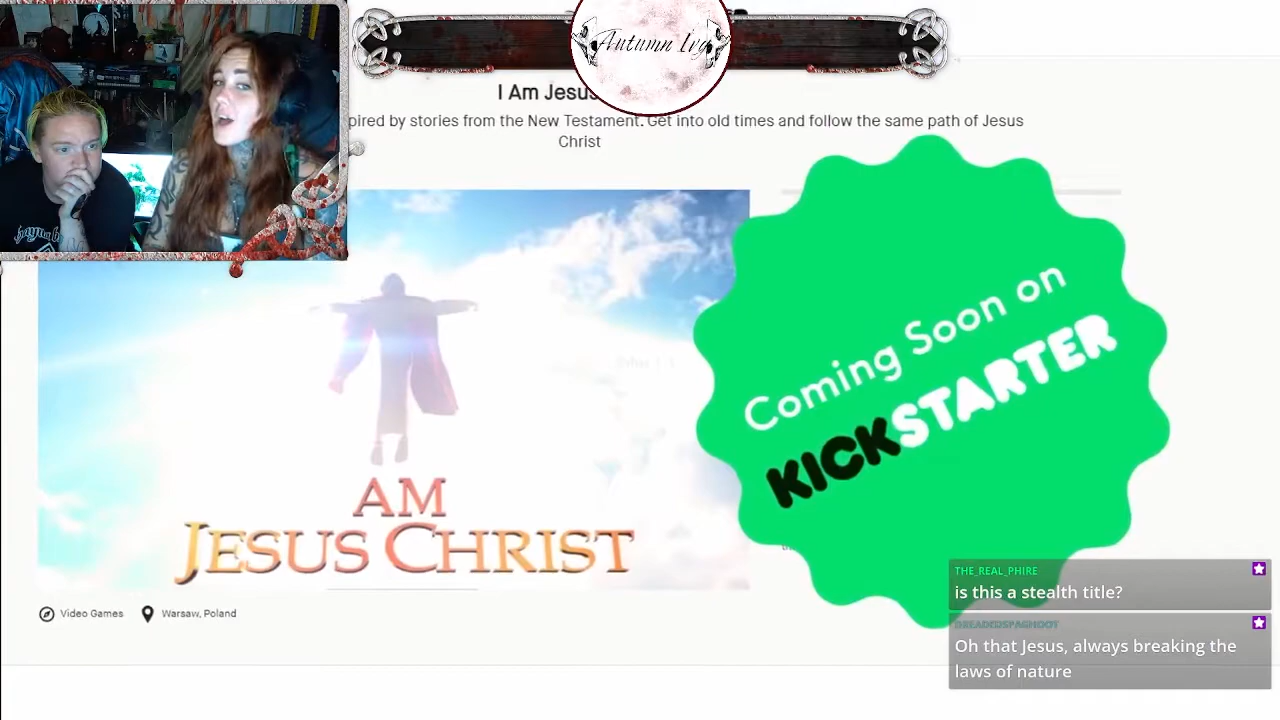 Autumn Ivy
I Am Jesus
pired by stories from the New Testament. Get into old times and follow the same path of Jesus
Christ
Coming Soon on
KICKSTARTER
AM
JESUS CHRIST
Video Games
Warsaw, Poland
THE_REAL_PHIRE
is this a stealth title?
DREADEDSPAGHOOT
Oh that Jesus, always breaking the
laws of nature